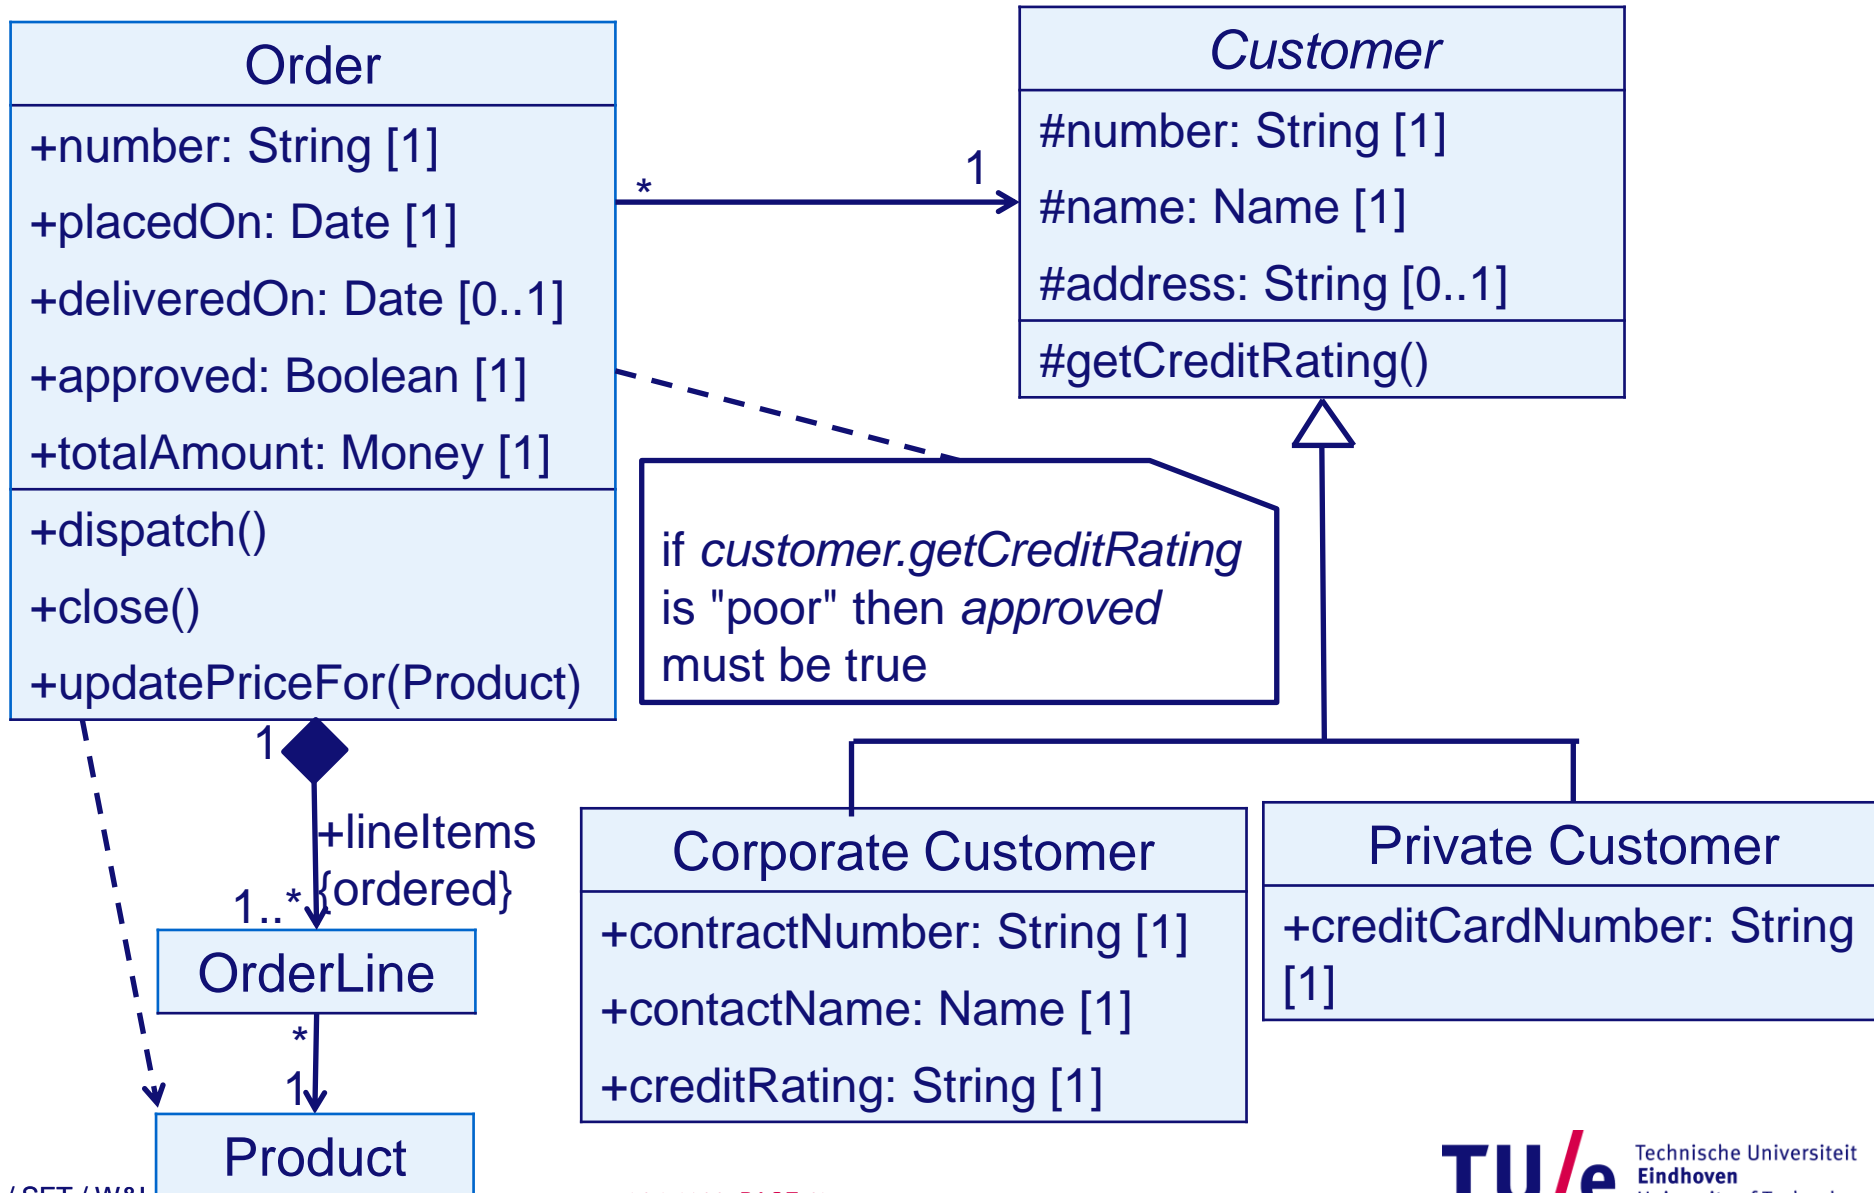 Order
+number: String [1]
+placedOn: Date [1]
+deliveredOn: Date [0..1]
+approved: Boolean [1]
+totalAmount: Money [1]
+dispatch()
+close()
+updatePriceFor(Product)
*
1
Customer
#number: String [1]
#name: Name [1]
#address: String [0..1]
#getCreditRating()
if customer.getCreditRating
is "poor" then approved
must be true
1
+lineItems
{ordered}
1..*
OrderLine
*
1
Product
Corporate Customer
+contractNumber: String [1]
+contactName: Name [1]
+creditRating: String [1]
Private Customer
+creditCardNumber: String
[1]
TU/e
Technische Universiteit
Eindhoven